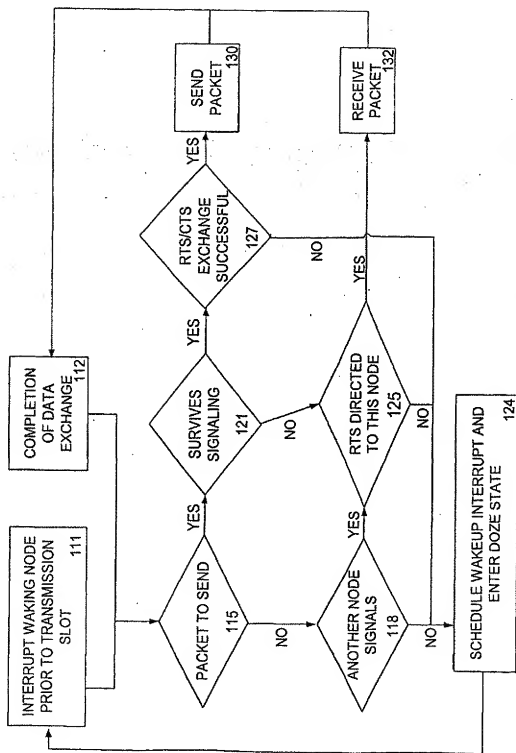 INTERRUPT WAKING NODE
PRIOR TO TRANSMISSION
SLOT
111
COMPLETION
OF DATA
EXCHANGE
112
PACKET TO SEND
115
YES
NO
SURVIVES
SIGNALING
121
YES
NO
RTS/CTS
EXCHANGE
SUCCESSFUL
127
YES
NO
SEND
PACKET
130
ANOTHER NODE
SIGNALS
118
YES
NO
RTS DIRECTED
TO THIS NODE
125
YES
NO
RECEIVE
PACKET
132
SCHEDULE WAKEUP INTERRUPT AND
ENTER DOZE STATE
124